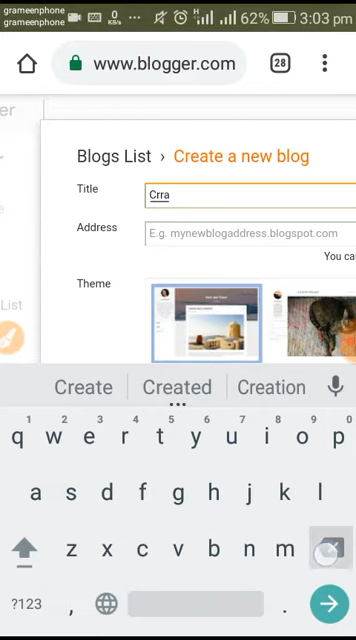 grameenphone
grameenphone
0
KB/s
...
H
62%
3:03 pm
www.blogger.com
28
er
Blogs List › Create a new blog
Title
Crra
Address
E.g. mynewblogaddress.blogspot.com
You ca
Theme
List
Create
Created
Creation
1 2 3 4 5 6 7 8 9 0
q w e r t y u i o p
a s d f g h j k l
z x c v b n m
?123 , .